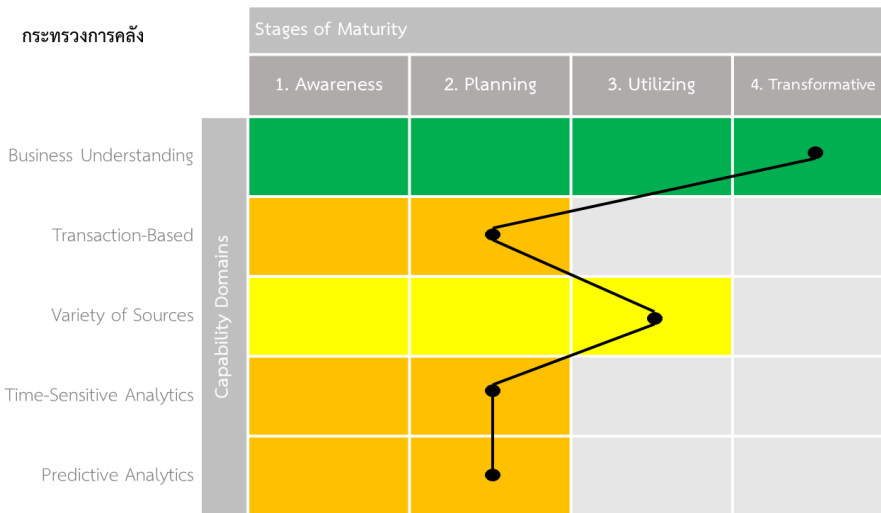 กระทรวงการคลัง
Stages of Maturity
1. Awareness
2. Planning
3. Utilizing
4. Transformative
Capability Domains
Business Understanding
Transaction-Based
Variety of Sources
Time-Sensitive Analytics
Predictive Analytics